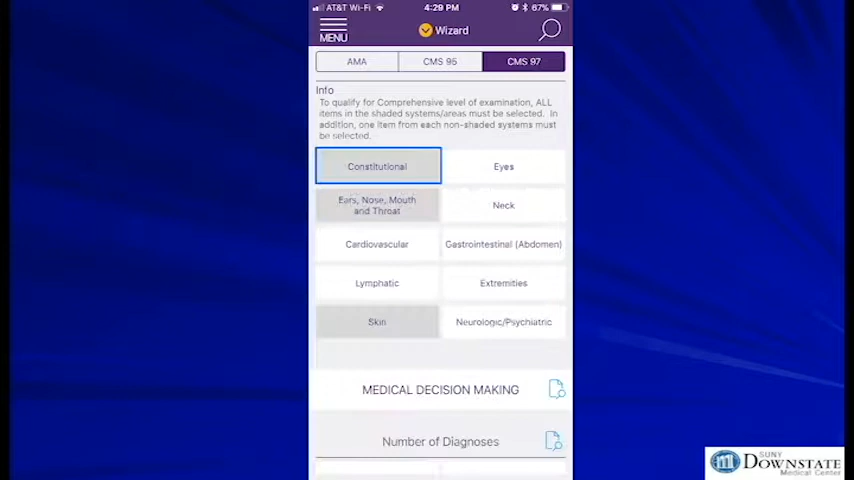 AT&T Wi-Fi 4:29 PM 67%
MENU Wizard
AMA CMS 95 CMS 97
Info
To qualify for Comprehensive level of examination, ALL
items in the shaded systems/areas must be selected. In
addition, one item from each non-shaded systems must
be selected.
Constitutional Eyes
Ears, Nose, Mouth
and Throat
Neck
Cardiovascular Gastrointestinal (Abdomen)
Lymphatic Extremities
Skin Neurologic/Psychiatric
MEDICAL DECISION MAKING
Number of Diagnoses
SUNY
DOWNSTATE
Medical Center